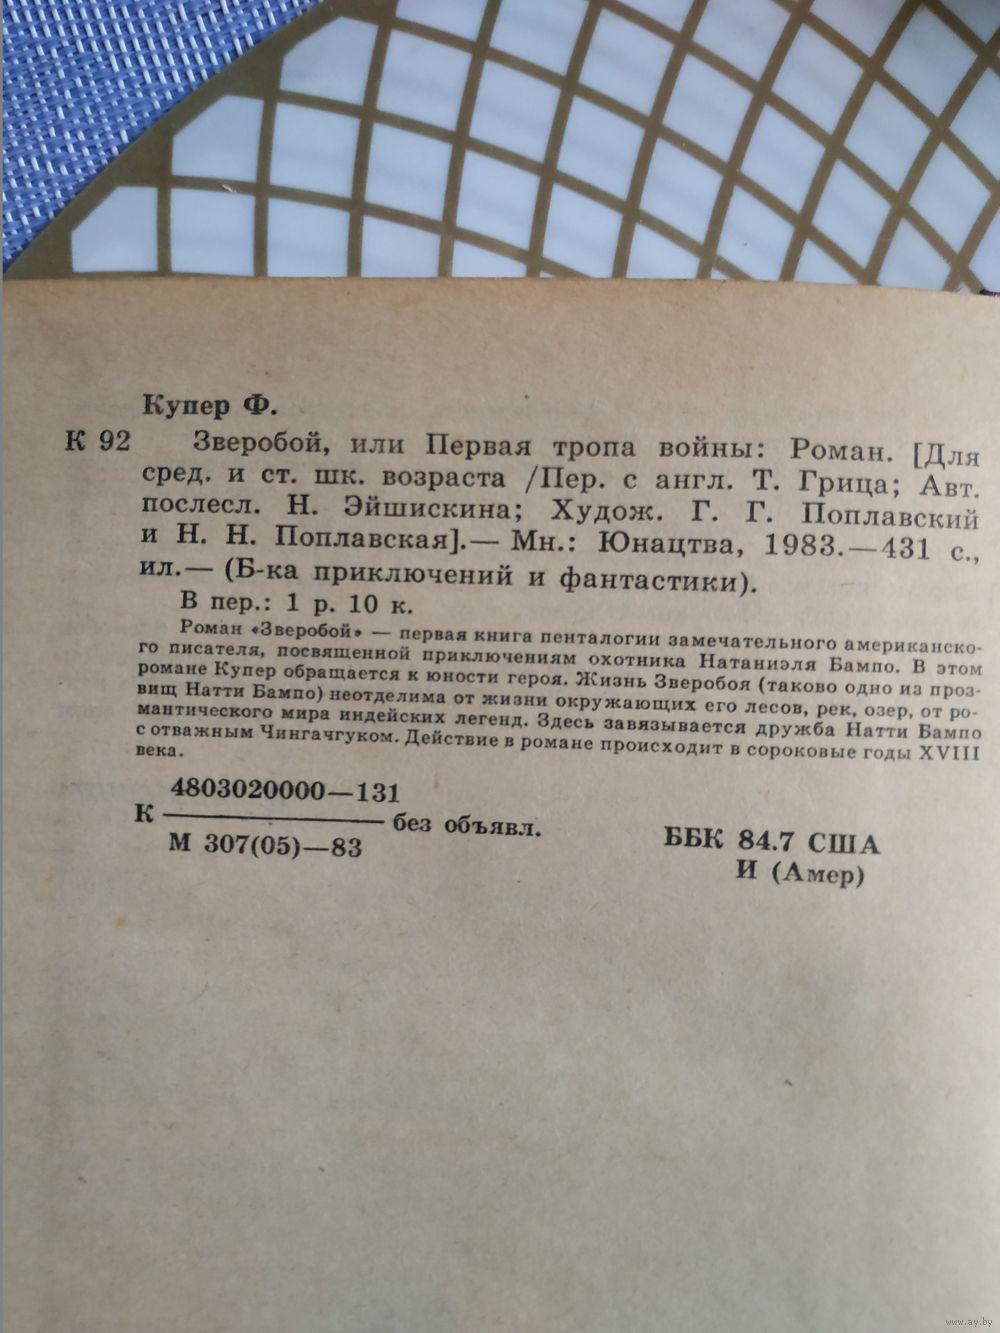 Купер Ф.
К 92 Зверобой, или Первая тропа войны: Роман. [Для
сред. и ст. шк. возраста /Пер. с англ. Т. Грица; Авт.
послесл. Н. Эйшискина; Худож. Г. Г. Поплавский
и Н. Н. Поплавская].— Мн.: Юнацтва, 1983.—431 с.,
ил.— (Б-ка приключений и фантастики).
В пер.: 1 р. 10 к.
Роман «Зверобой» — первая книга пенталогии замечательного американско-
го писателя, посвященной приключениям охотника Натаниэля Бампо. В этом
романе Купер обращается к юности героя. Жизнь Зверобоя (таково одно из проз-
вищ Натти Бампо) неотделима от жизни окружающих его лесов, рек, озер, от ро-
мантического мира индейских легенд. Здесь завязывается дружба Натти Бампо
с отважным Чингачгуком. Действие в романе происходит в сороковые годы XVIII
века.
4803020000—131
К — без объявл.
М 307(05)—83
ББК 84.7 США
И (Амер)
www.ay.by